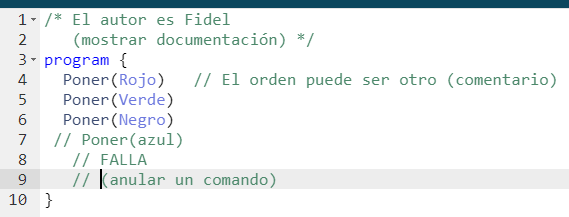 1 /* El autor es Fidel
2 (mostrar documentación) */
3 program {
4 Poner(Rojo) // El orden puede ser otro (comentario)
5 Poner(Verde)
6 Poner(Negro)
7 // Poner(azul)
8 // FALLA
9 // (anular un comando)
10 }